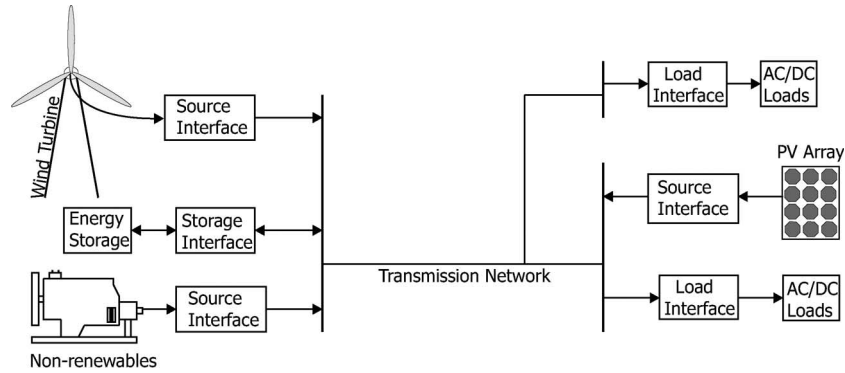 Wind Turbine
Source
Interface
Energy
Storage
Storage
Interface
Source
Interface
Non-renewables
Transmission Network
Load
Interface
AC/DC
Loads
PV Array
Source
Interface
Load
Interface
AC/DC
Loads